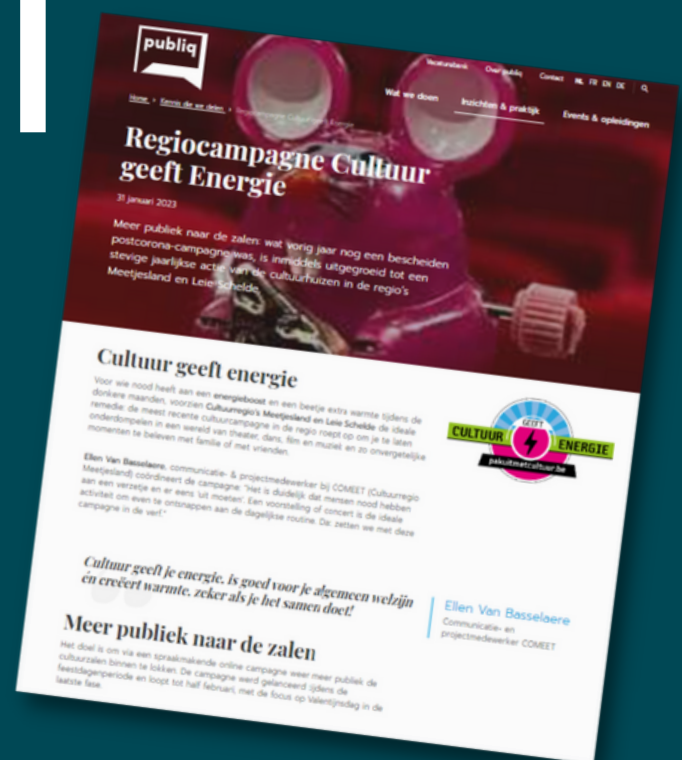 publiq
Vacaturebank Over publiq Contact NL FR EN DE
Wat we doen Inzichten & praktijk Events & opleidingen
Home Kennis die we delen Regiocampagne Cultuur geeft Energie
Regiocampagne Cultuur
geeft Energie
31 januari 2023
Meer publiek naar de zalen: wat vorig jaar nog een bescheiden
postcorona-campagne was, is inmiddels uitgegroeid tot een
stevige jaarlijkse actie van de cultuurhuizen in de regio's
Meetjesland en Leie Schelde.
Cultuur geeft energie
Voor wie nood heeft aan een energieboost en een beetje extra warmte tijdens de
donkere maanden, voorzien Cultuurregio's Meetjesland en Leie Schelde de ideale
remedie: de meest recente cultuurcampagne in de regio roept op om je te laten
onderdompelen in een wereld van theater, dans, film en muziek en zo onvergetelijke
momenten te beleven met familie of met vrienden.
GEEFT
CULTUUR ENERGIE
pakuitmetcultuur.be
Ellen Van Basselaere, communicatie- & projectmedewerker bij COMEET (Cultuurregio
Meetjesland) coördineert de campagne: "Het is duidelijk dat mensen nood hebben
aan een verzetje en er eens 'uit moeten'. Een voorstelling of concert is de ideale
activiteit om even te ontsnappen aan de dagelijkse routine. Dat zetten we met deze
campagne in de verf."
Cultuur geeft je energie, is goed voor je algemeen welzijn
én creëert warmte, zeker als je het samen doet!
Ellen Van Basselaere
Communicatie- en
projectmedewerker COMEET
Meer publiek naar de zalen
Het doel is om via een spraakmakende online campagne weer meer publiek de
cultuurzalen binnen te lokken. De campagne werd gelanceerd tijdens de
feestdagenperiode en loopt tot half februari, met de focus op Valentijnsdag in de
laatste fase.